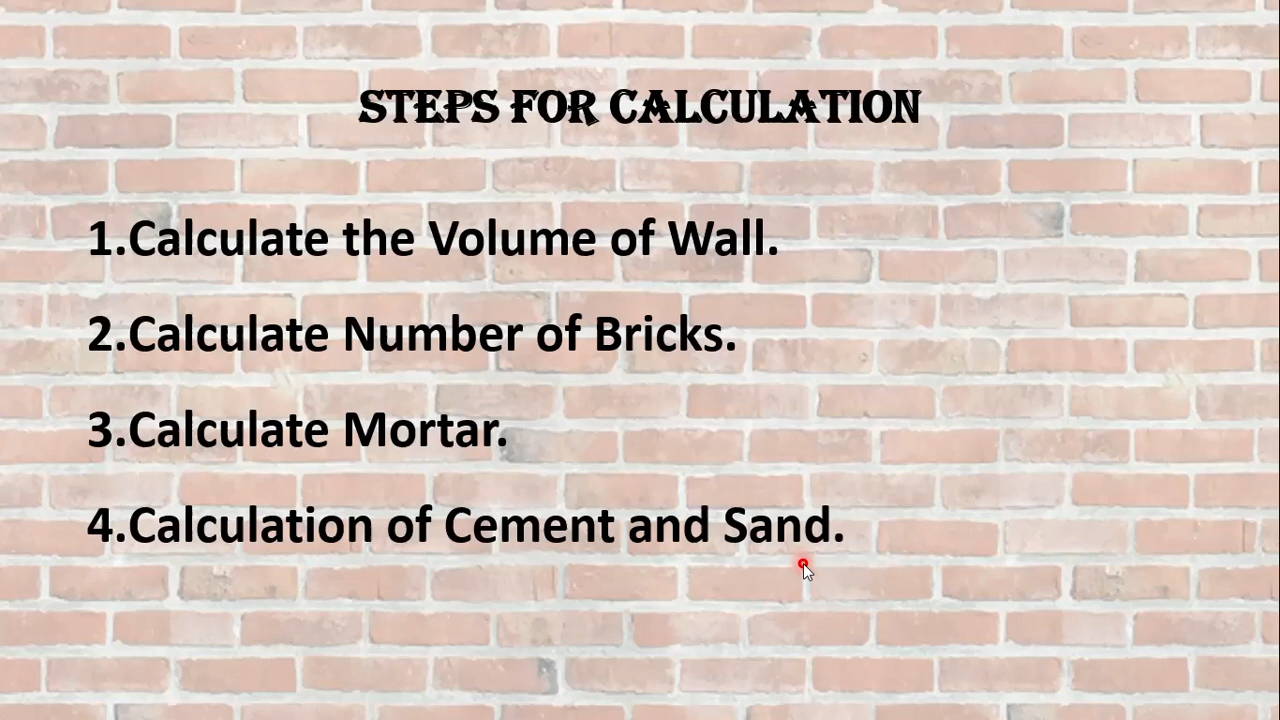 STEPS FOR CALCULATION
1.Calculate the Volume of Wall.
2.Calculate Number of Bricks.
3.Calculate Mortar.
4.Calculation of Cement and Sand.